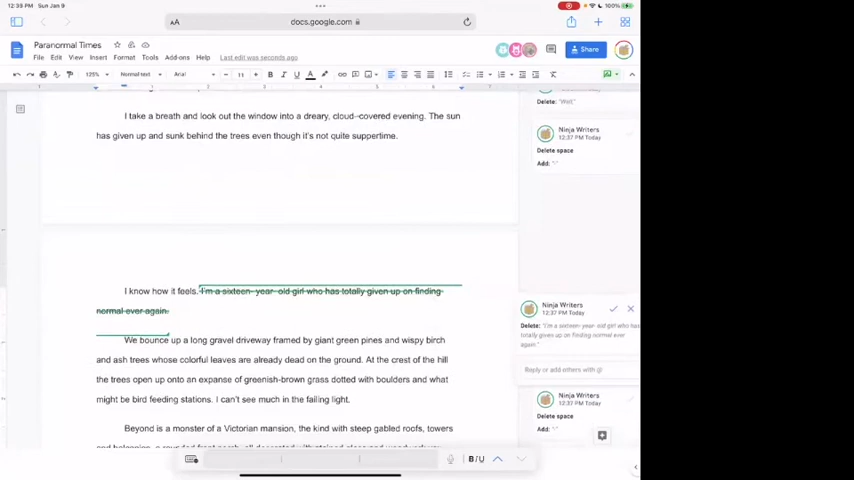 12:38 PM Sun Jan 9
100%
AA
docs.google.com
Paranormal Times
File Edit View Insert Format Tools Add-ons Help Last edit was seconds ago
Share
125% Normal text Arial 11 B I U A
Delete: "Well"
I take a breath and look out the window into a dreary, cloud--covered evening. The sun
has given up and sunk behind the trees even though it's not quite suppertime.
Ninja Writers
12:37 PM Today
Delete space
Add: "-"
I know how it feels. I'm a sixteen- year- old girl who has totally given up on finding
normal ever again.
Ninja Writers
12:37 PM Today
Delete: "I'm a sixteen- year- old girl who has
totally given up on finding normal ever
again."
Reply or add others with @
We bounce up a long gravel driveway framed by giant green pines and wispy birch
and ash trees whose colorful leaves are already dead on the ground. At the crest of the hill
the trees open up onto an expanse of greenish-brown grass dotted with boulders and what
might be bird feeding stations. I can't see much in the failing light.
Ninja Writers
12:37 PM Today
Delete space
Add: "-"
Beyond is a monster of a Victorian mansion, the kind with steep gabled roofs, towers
B I U